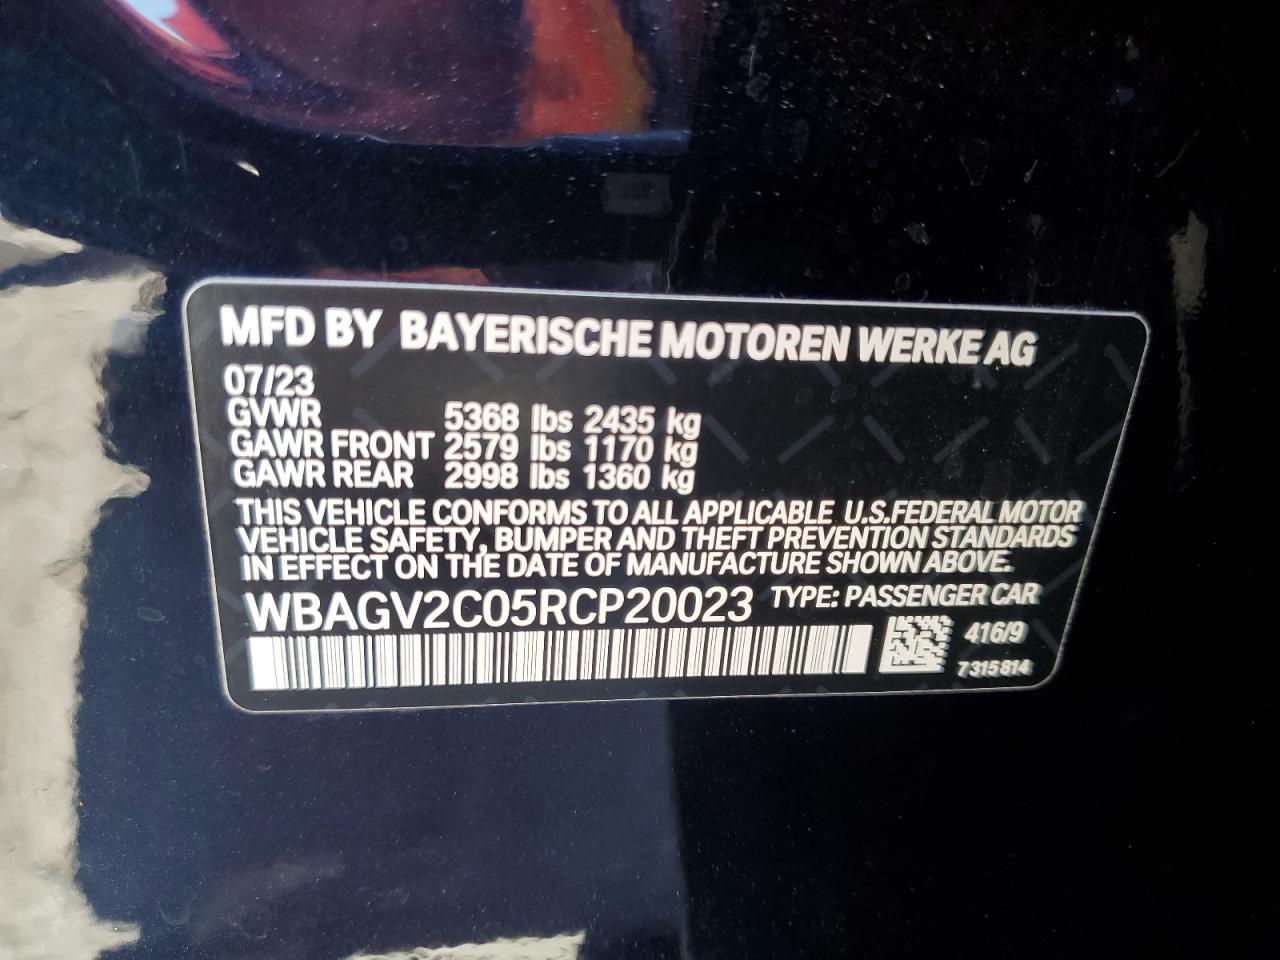 MFD BY BAYERISCHE MOTOREN WERKE AG
07/23
GVWR 5368 lbs 2435 kg
GAWR FRONT 2579 lbs 1170 kg
GAWR REAR 2998 lbs 1360 kg
THIS VEHICLE CONFORMS TO ALL APPLICABLE U.S.FEDERAL MOTOR
VEHICLE SAFETY, BUMPER AND THEFT PREVENTION STANDARDS
IN EFFECT ON THE DATE OF MANUFACTURE SHOWN ABOVE.
WBAGV2C05RCP20023 TYPE: PASSENGER CAR
416/9
7315814